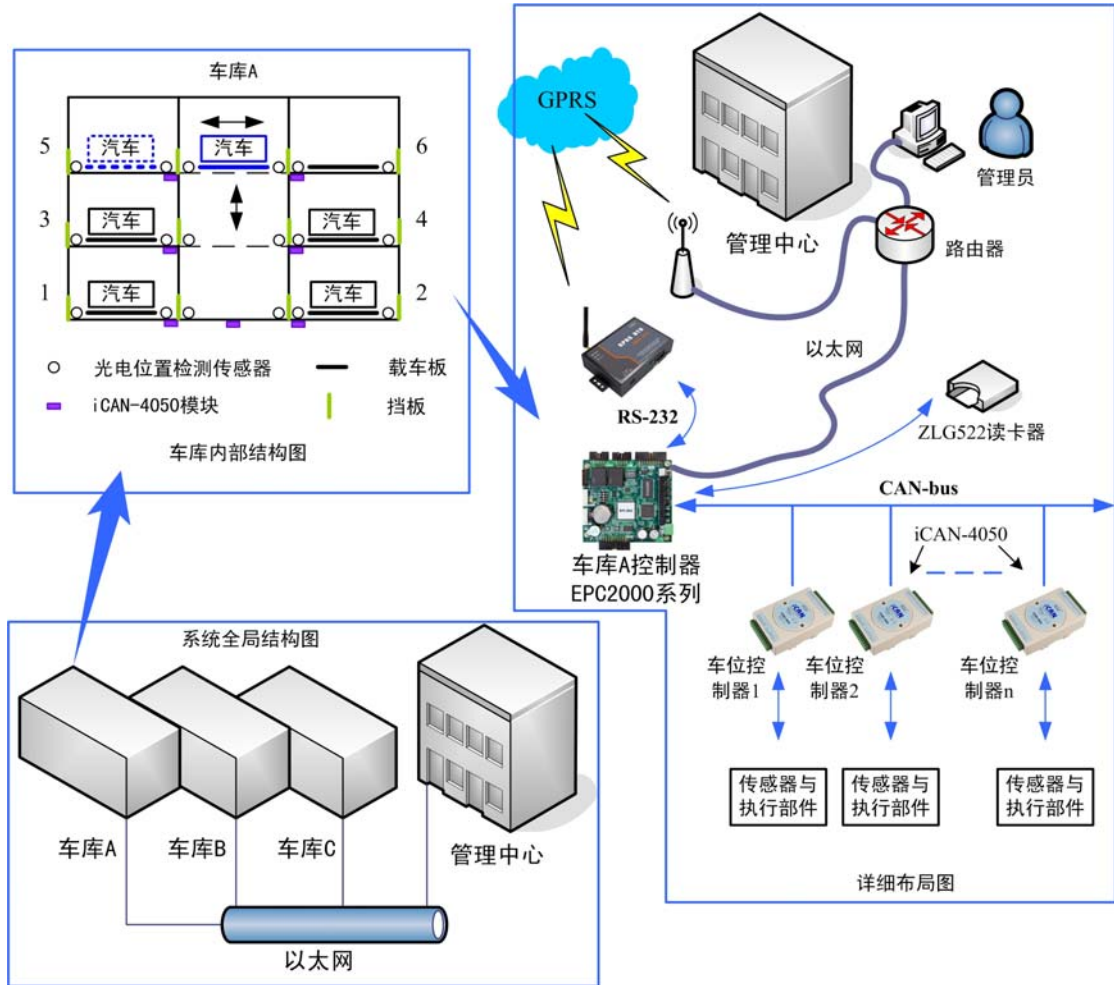 车库A
5
汽车
汽车
6
3
汽车
汽车
4
1
汽车
汽车
2
光电位置检测传感器
载车板
iCAN-4050模块
挡板
车库内部结构图
系统全局结构图
车库A
车库B
车库C
管理中心
以太网
GPRS
管理员
管理中心
路由器
以太网
RS-232
ZLG522读卡器
CAN-bus
iCAN-4050
车库A控制器
EPC2000系列
iCAN
iCAN
iCAN
车位控
制器1
车位控
制器2
车位控
制器n
传感器与
执行部件
传感器与
执行部件
传感器与
执行部件
详细布局图